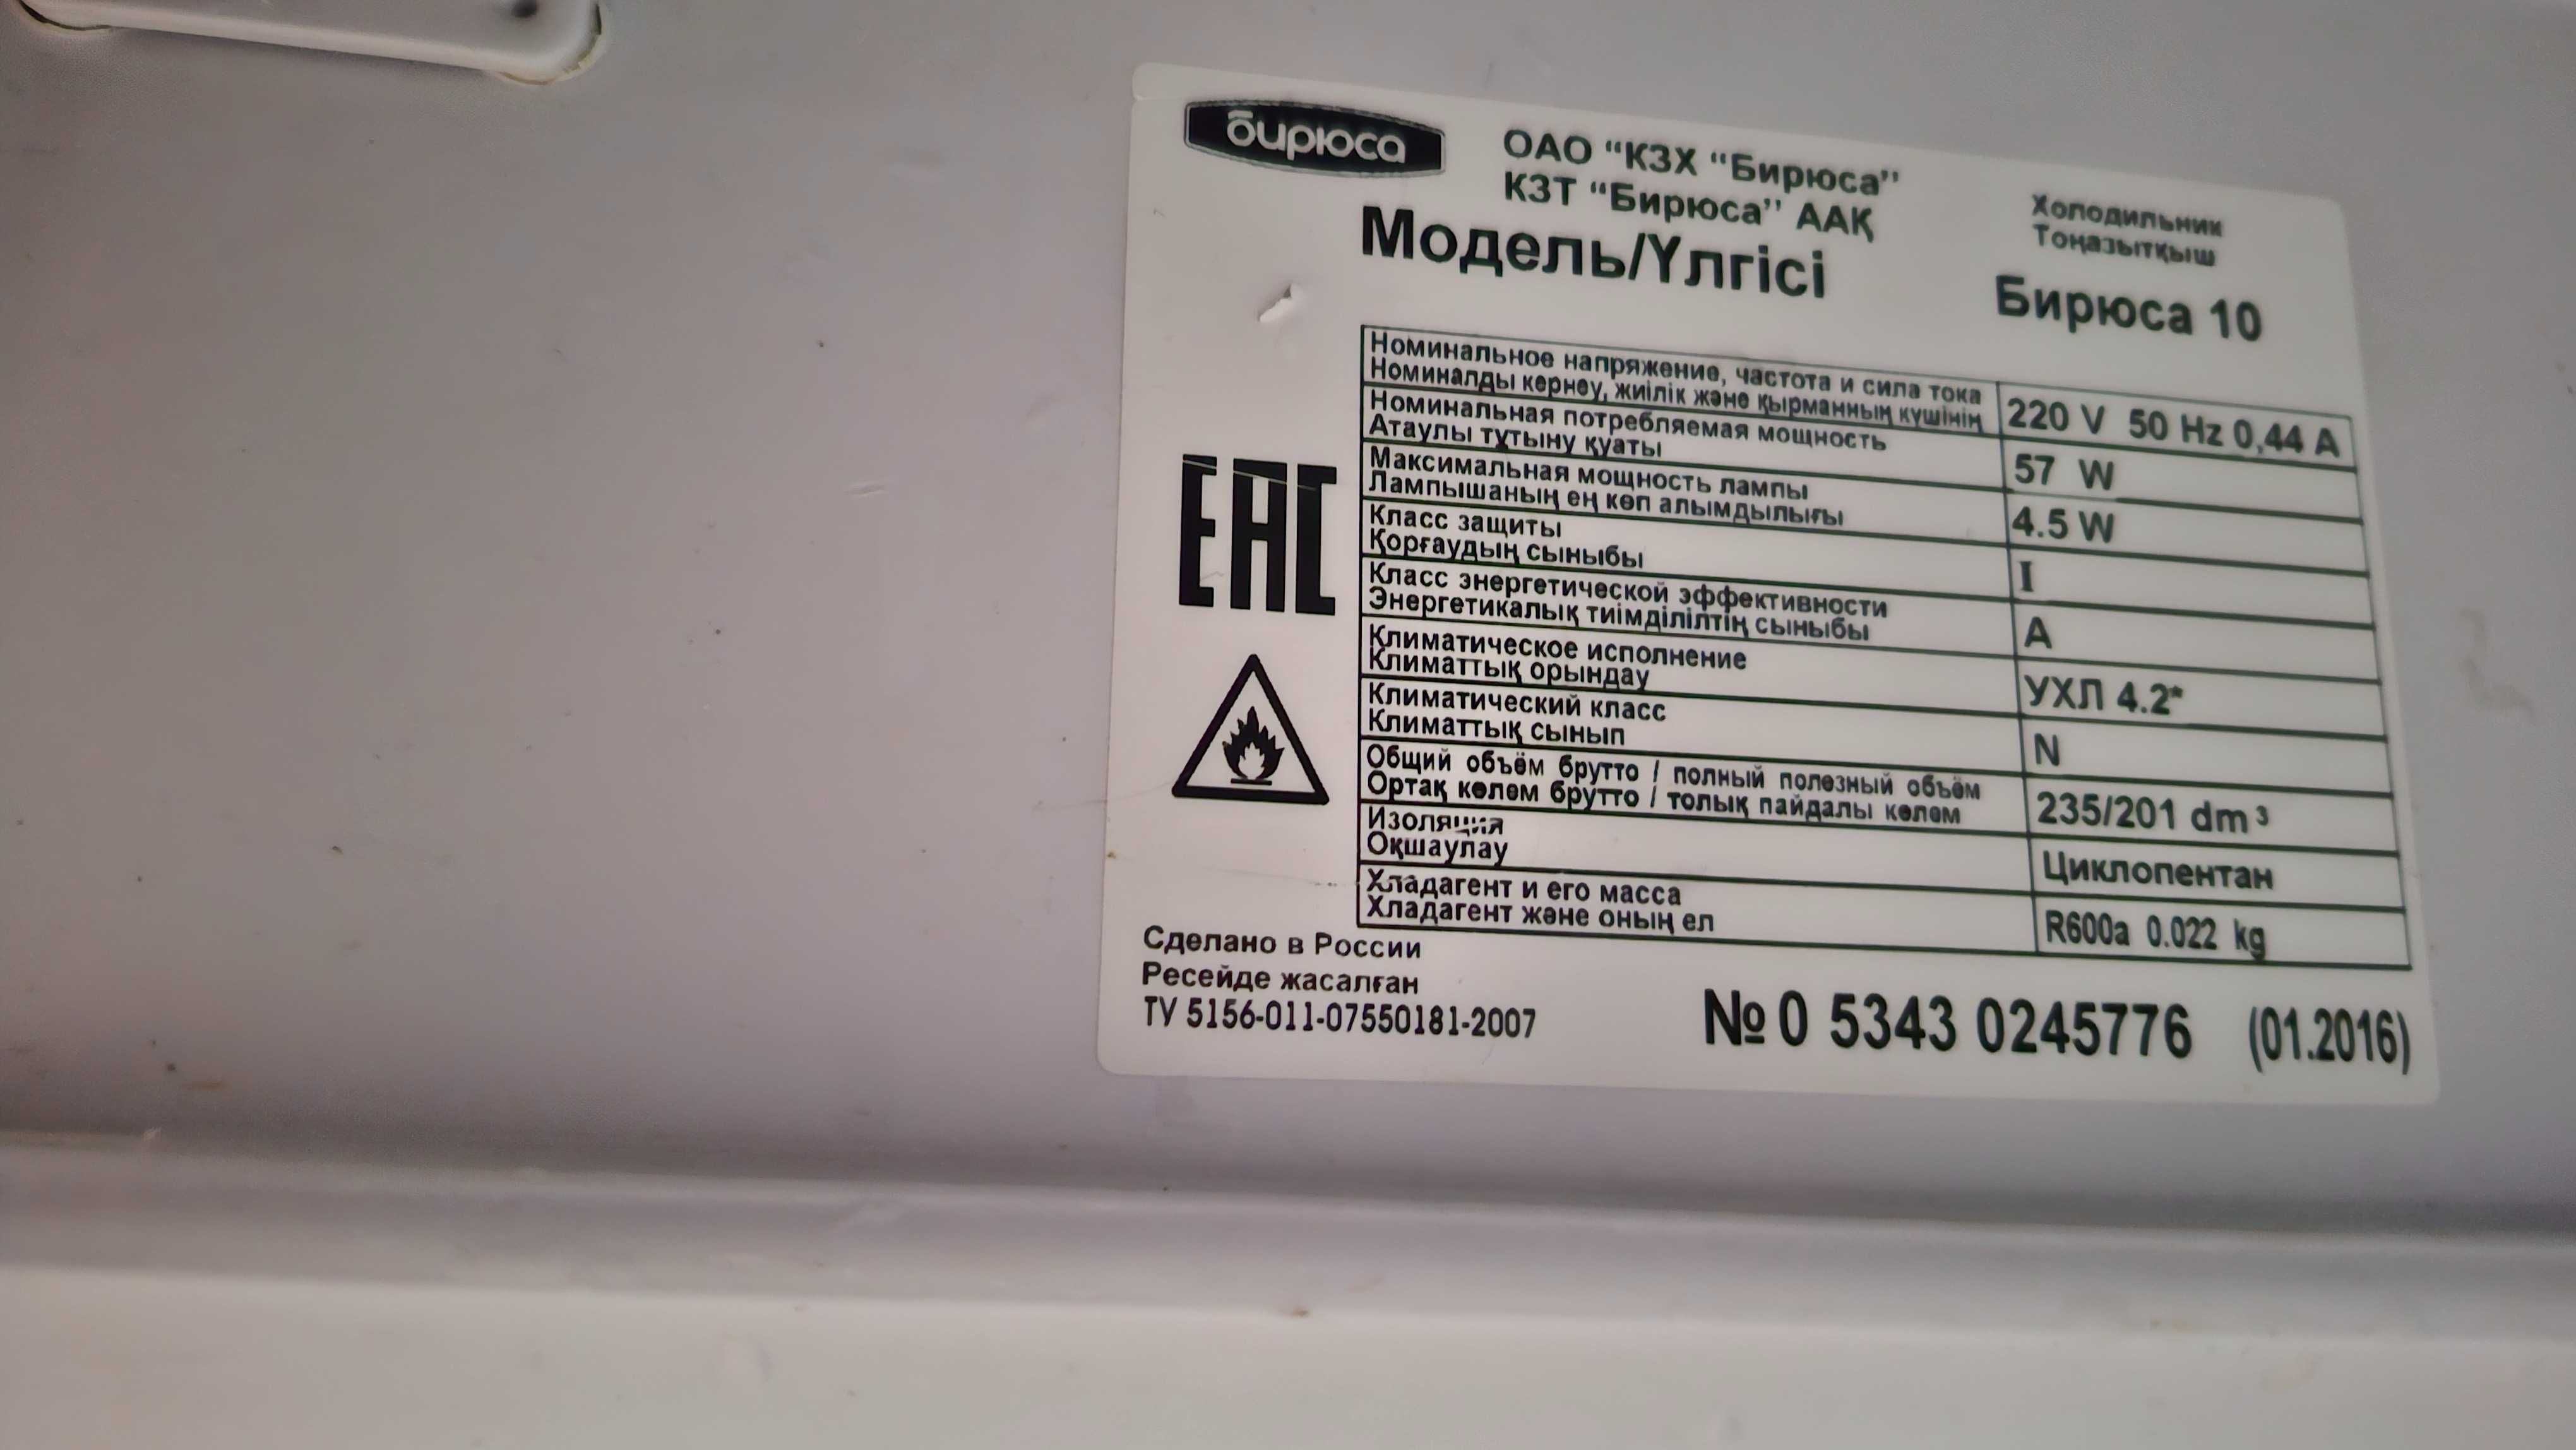 бирюса
ОАО “КЗХ “Бирюса”
КЗТ “Бирюса” ААҚ
Холодильник
Тоңазытқыш
Модель/Үлгісі
Бирюса 10
Номинальное напряжение, частота и сила тока
Номиналды кернеу, жиілік және қырманның күшінің
220 V 50 Hz 0,44 A
Номинальная потребляемая мощность
Атаулы тұтыну қуаты
57 W
Максимальная мощность лампы
Лампышаның ең көп алымдылығы
4.5 W
Класс защиты
Қорғаудың сыныбы
I
Класс энергетической эффективности
Энергетикалық тиімділілтің сыныбы
A
Климатическое исполнение
Климаттық орындау
УХЛ 4.2*
Климатический класс
Климаттық сынып
N
Общий объём брутто / полный полезный объём
Ортақ көлем брутто / толық пайдалы көлем
235/201 dm³
Изоляция
Оқшаулау
Циклопентан
Хладагент и его масса
Хладагент және оның ел
R600a 0.022 kg
ЕАС
Сделано в России
Ресейде жасалған
TV 5156-011-07550181-2007
№ 0 5343 0245776 (01.2016)